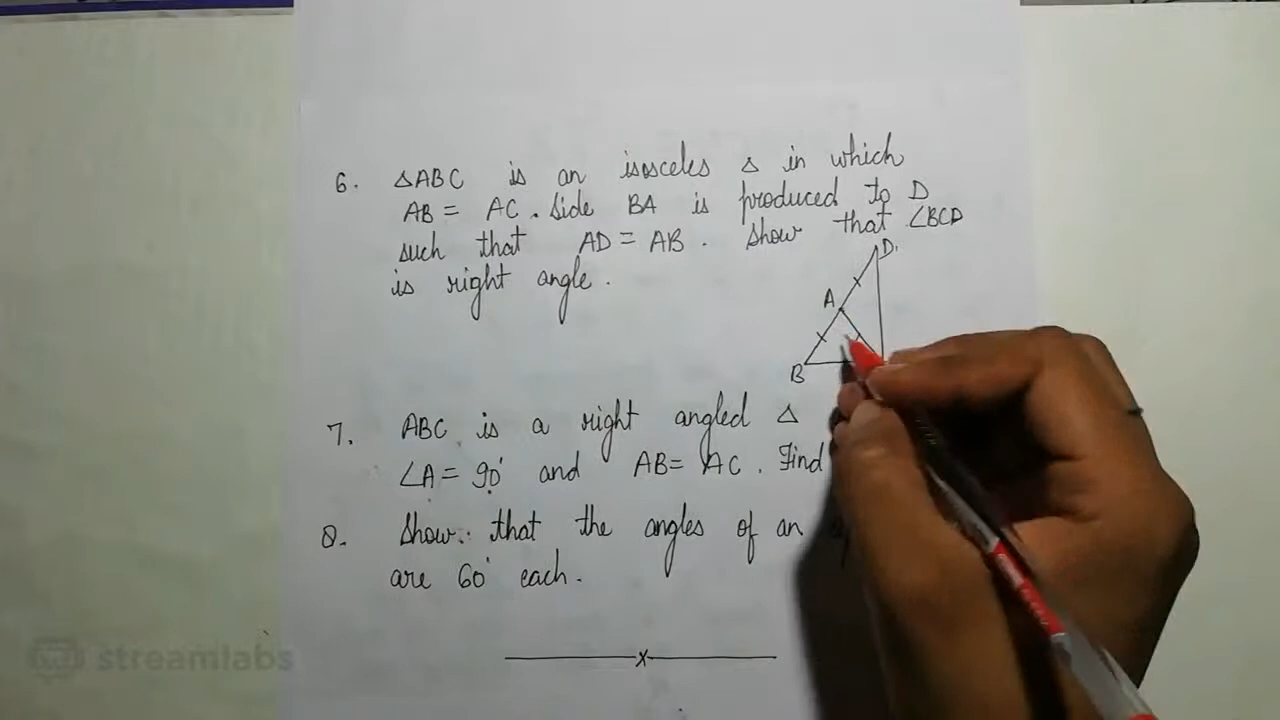 6. △ABC is an isosceles △ in which
AB = AC. Side BA is produced to D
such that AD = AB. Show that ∠BCD
is right angle.
D
A
B
7. ABC is a right angled △
∠A = 90° and AB = AC. Find
8. Show that the angles of an
are 60° each.
x
streamlabs